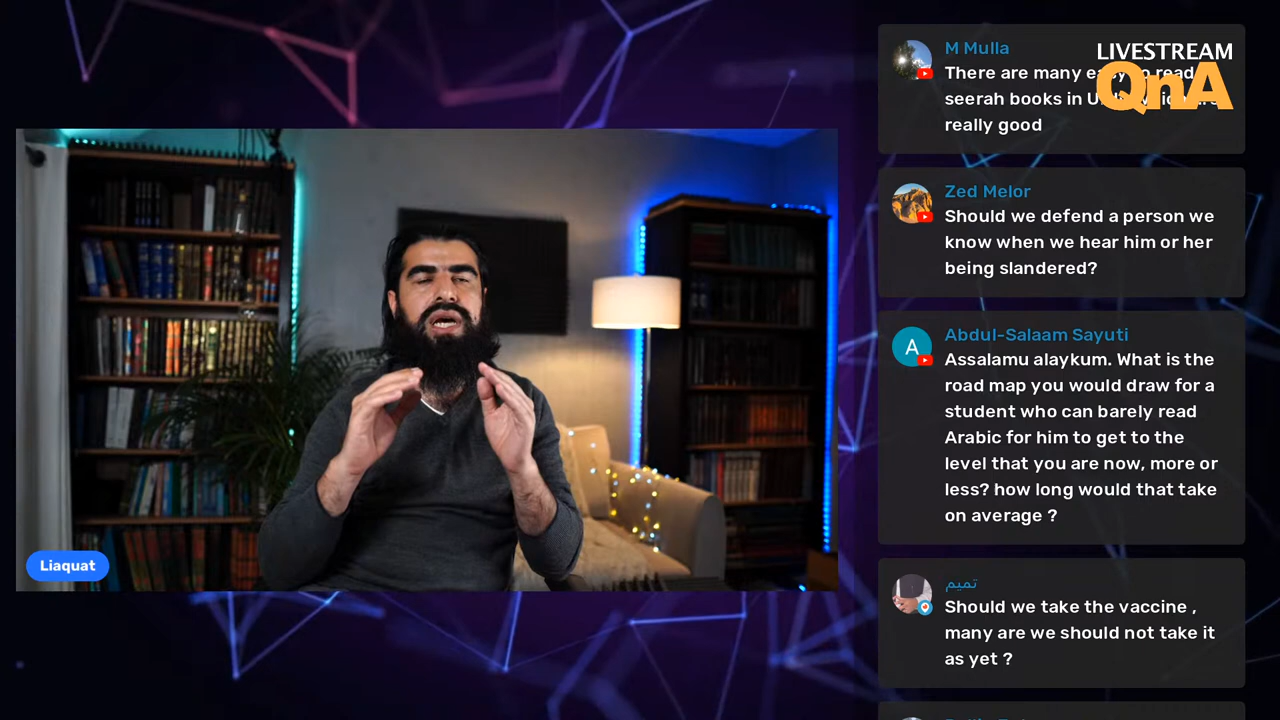 M Mulla
There are many easy to read
seerah books in
really good
LIVESTREAM
QnA
Zed Melor
Should we defend a person we
know when we hear him or her
being slandered?
A
Abdul-Salaam Sayuti
Assalamu alaykum. What is the
road map you would draw for a
student who can barely read
Arabic for him to get to the
level that you are now, more or
less? how long would that take
on average ?
تميم
Should we take the vaccine ,
many are we should not take it
as yet ?
Liaquat